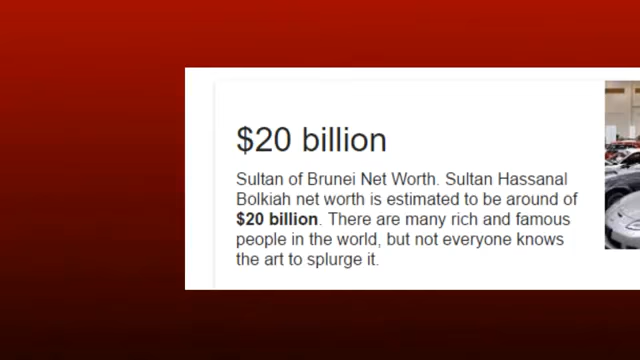 $20 billion
Sultan of Brunei Net Worth. Sultan Hassanal
Bolkiah net worth is estimated to be around of
$20 billion. There are many rich and famous
people in the world, but not everyone knows
the art to splurge it.